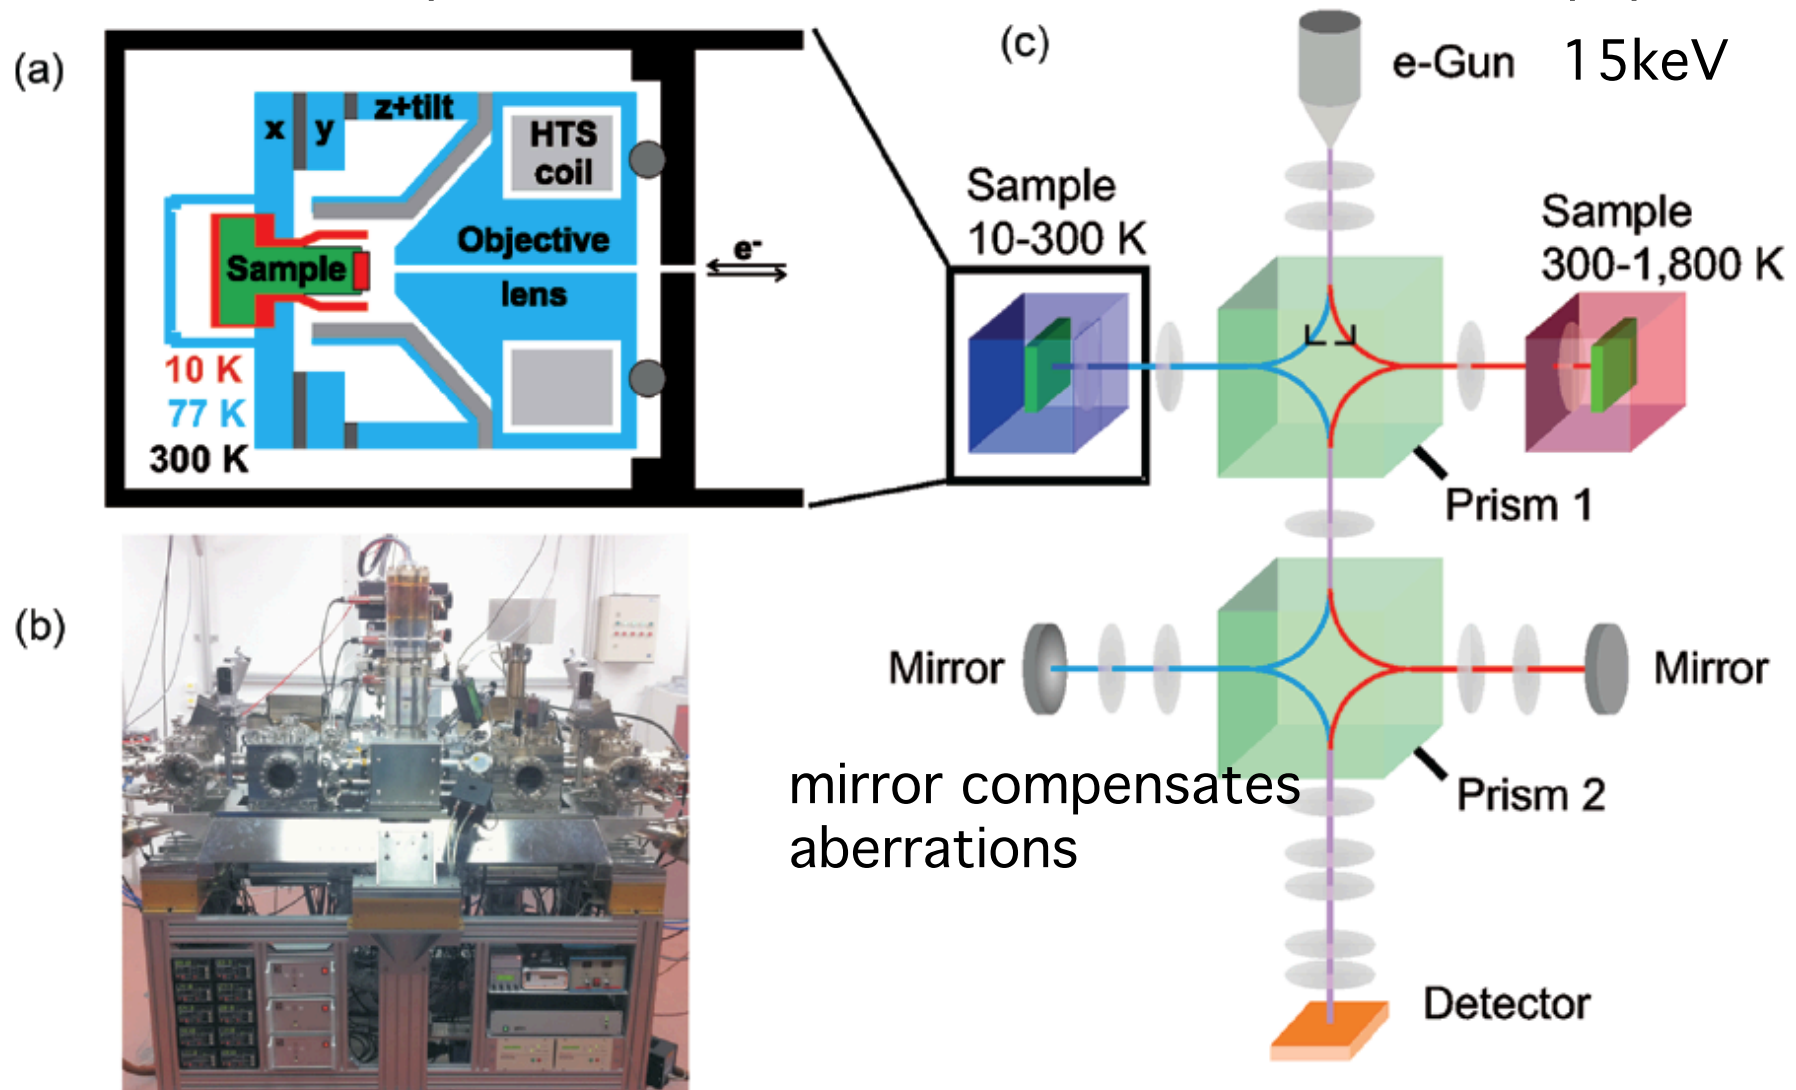 (a)
x
y
z+tilt
HTS
coil
Objective
lens
Sample
e-
10 K
77 K
300 K
(b)
(c)
e-Gun
15keV
Sample
10-300 K
Sample
300-1,800 K
Prism 1
Mirror
Mirror
mirror compensates
aberrations
Prism 2
Detector